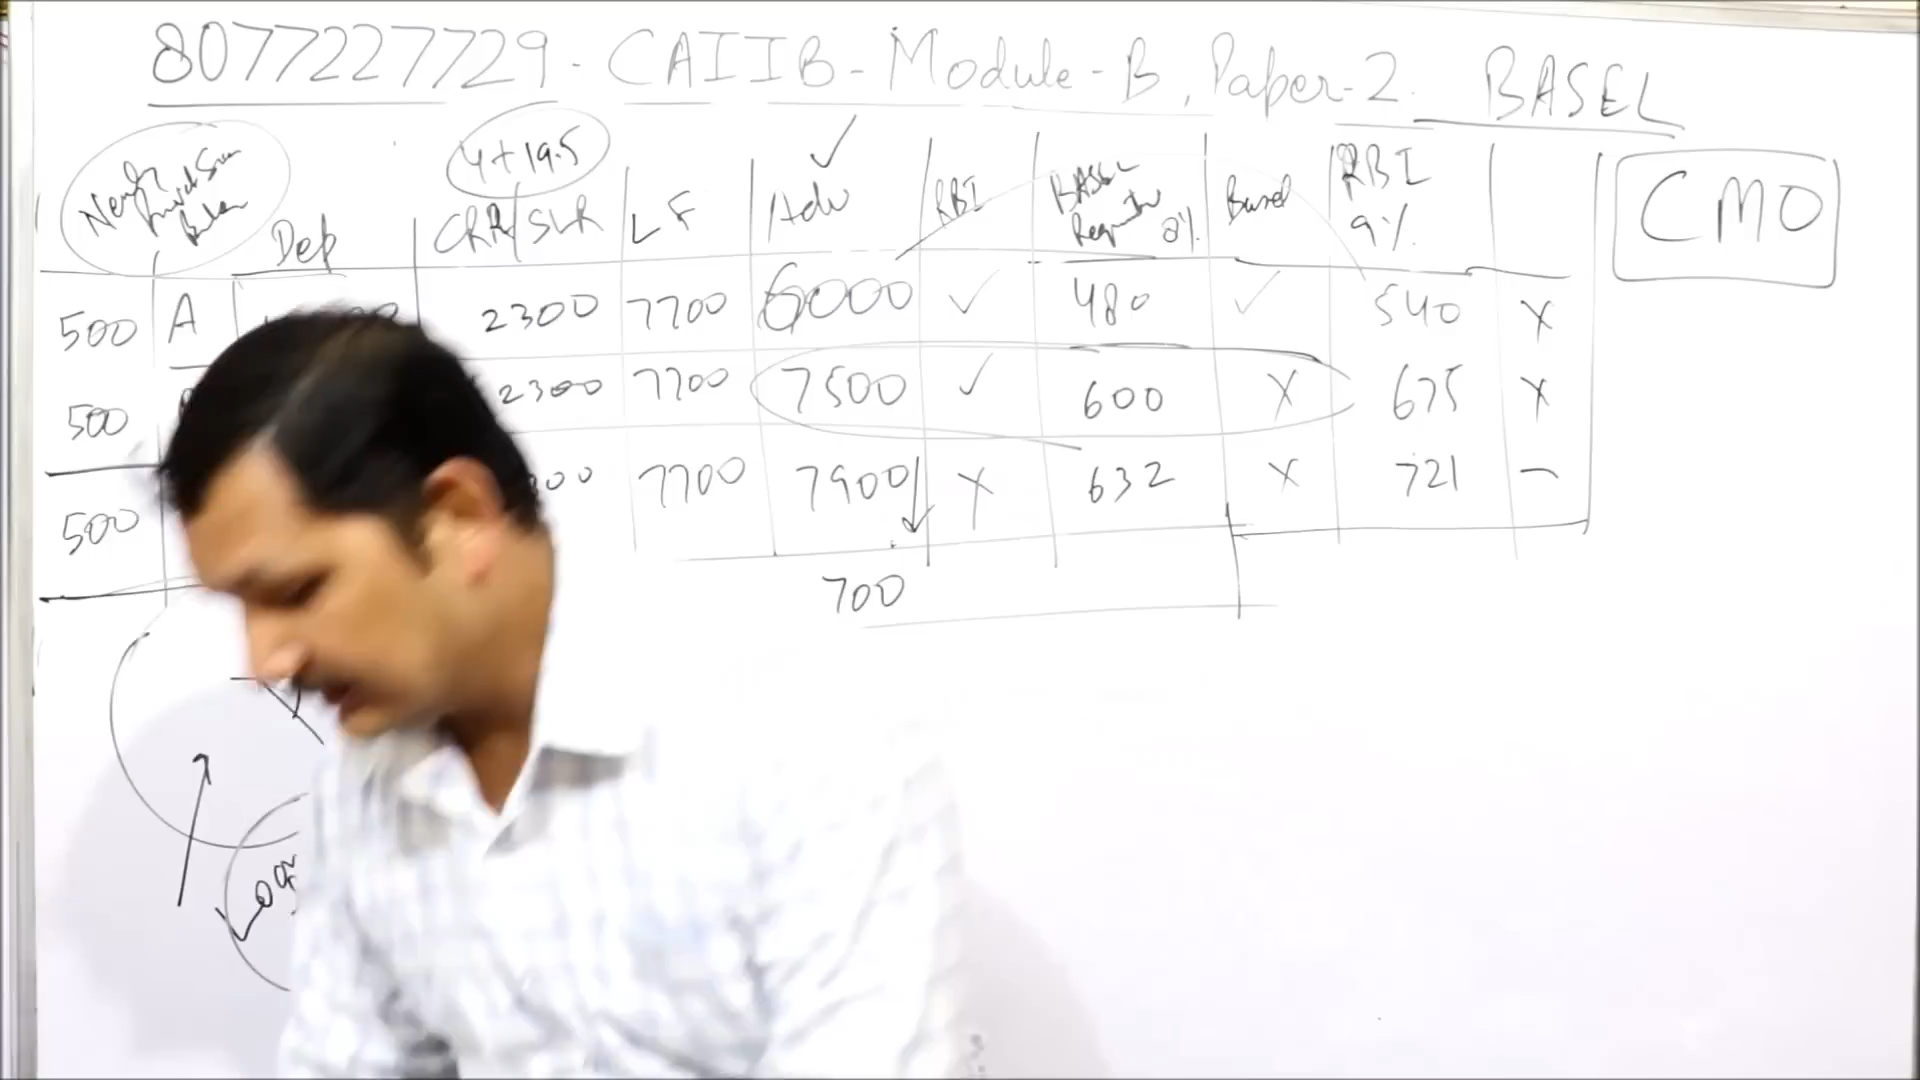 8077227729 - CAIIB - Module - B, Paper-2. BASEL
4+19.5
Dep CRR/SLR LF Adv RBI BASEL 8% Basel RBI 9%
CMO
500 A 2300 7700 6000 ✓ 480 ✓ 540 X
500 2300 7700 7500 ✓ 600 X 675 X
500 00 7700 7900 X 632 X 721 –
700